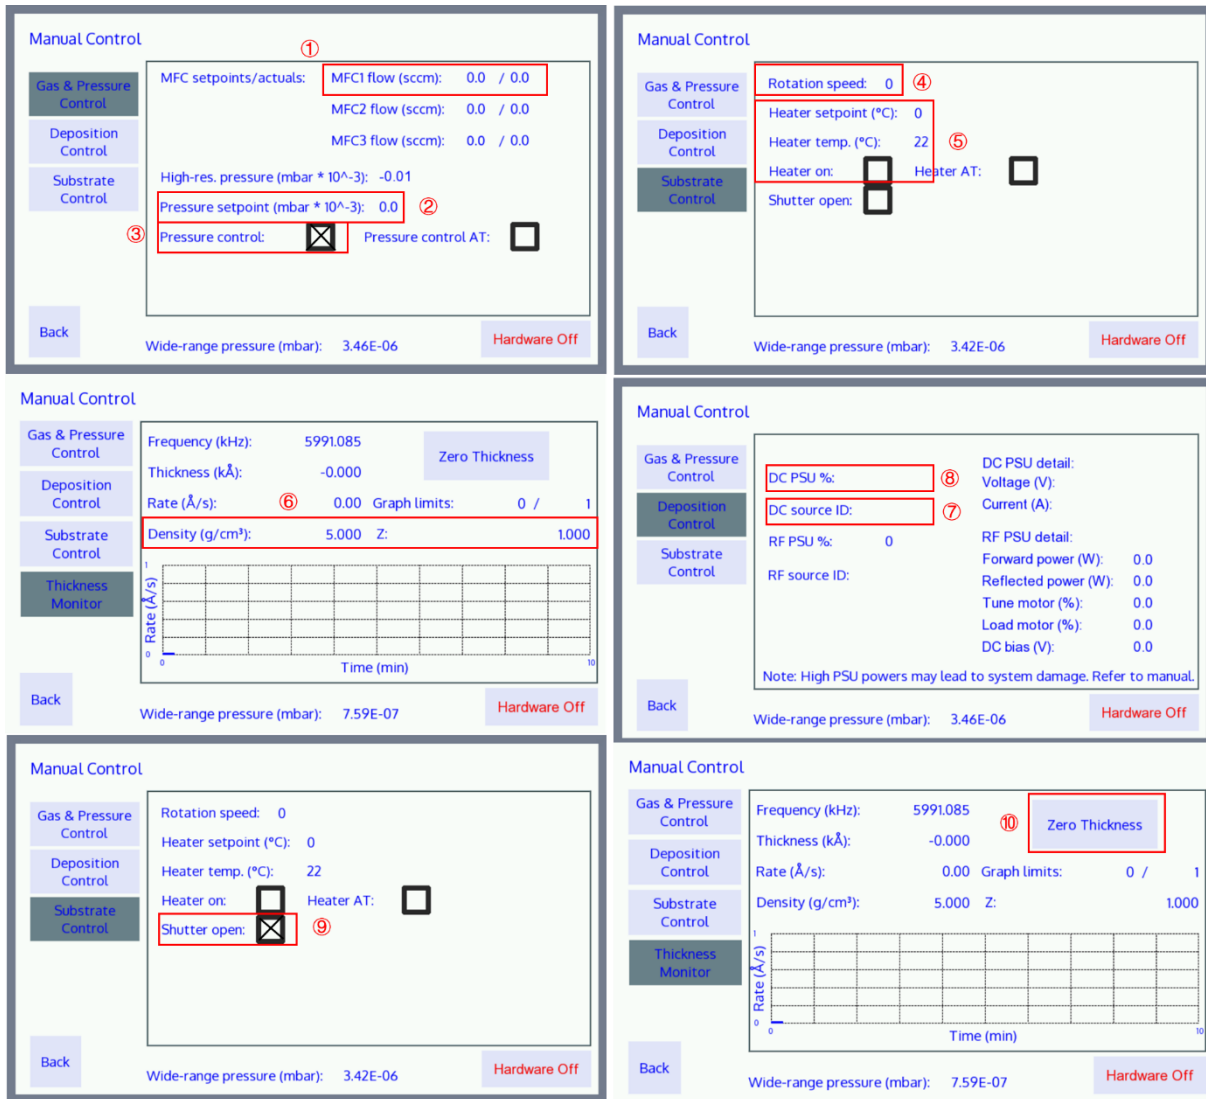 Manual Control
①
Gas & Pressure
Control
Deposition
Control
Substrate
Control
MFC setpoints/actuals: MFC1 flow (sccm): 0.0 / 0.0
MFC2 flow (sccm): 0.0 / 0.0
MFC3 flow (sccm): 0.0 / 0.0
High-res. pressure (mbar * 10^-3): -0.01
Pressure setpoint (mbar * 10^-3): 0.0 ②
③ Pressure control: Pressure control AT:
Back
Wide-range pressure (mbar): 3.46E-06
Hardware Off
Manual Control
Gas & Pressure
Control
Deposition
Control
Substrate
Control
Rotation speed: 0 ④
Heater setpoint (°C): 0
Heater temp. (°C): 22 ⑤
Heater on: Heater AT:
Shutter open:
Back
Wide-range pressure (mbar): 3.42E-06
Hardware Off
Manual Control
Gas & Pressure
Control
Deposition
Control
Substrate
Control
Thickness
Monitor
Frequency (kHz): 5991.085
Zero Thickness
Thickness (kÅ): -0.000
Rate (Å/s): ⑥ 0.00 Graph limits: 0 / 1
Density (g/cm³): 5.000 Z: 1.000
1
Rate (Å/s)
0
0 10
Time (min)
Back
Wide-range pressure (mbar): 7.59E-07
Hardware Off
Manual Control
Gas & Pressure
Control
Deposition
Control
Substrate
Control
DC PSU %: ⑧
DC source ID: ⑦
RF PSU %: 0
RF source ID:
DC PSU detail:
Voltage (V):
Current (A):
RF PSU detail:
Forward power (W): 0.0
Reflected power (W): 0.0
Tune motor (%): 0.0
Load motor (%): 0.0
DC bias (V): 0.0
Note: High PSU powers may lead to system damage. Refer to manual.
Back
Wide-range pressure (mbar): 3.46E-06
Hardware Off
Manual Control
Gas & Pressure
Control
Deposition
Control
Substrate
Control
Rotation speed: 0
Heater setpoint (°C): 0
Heater temp. (°C): 22
Heater on: Heater AT:
Shutter open: ⑨
Back
Wide-range pressure (mbar): 3.42E-06
Hardware Off
Manual Control
Gas & Pressure
Control
Deposition
Control
Substrate
Control
Thickness
Monitor
Frequency (kHz): 5991.085
⑩ Zero Thickness
Thickness (kÅ): -0.000
Rate (Å/s): 0.00 Graph limits: 0 / 1
Density (g/cm³): 5.000 Z: 1.000
1
Rate (Å/s)
0
0 10
Time (min)
Back
Wide-range pressure (mbar): 7.59E-07
Hardware Off